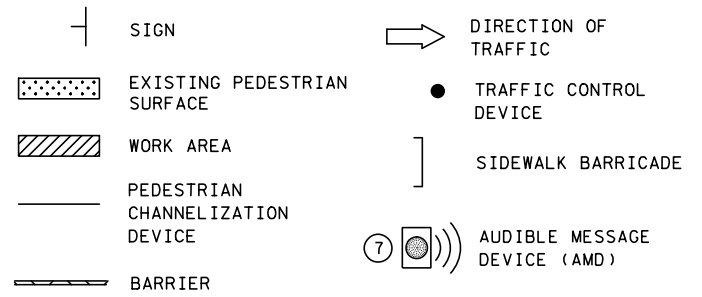 SIGN
EXISTING PEDESTRIAN
SURFACE
WORK AREA
PEDESTRIAN
CHANNELIZATION
DEVICE
BARRIER
DIRECTION OF
TRAFFIC
TRAFFIC CONTROL
DEVICE
SIDEWALK BARRICADE
7
AUDIBLE MESSAGE
DEVICE (AMD)